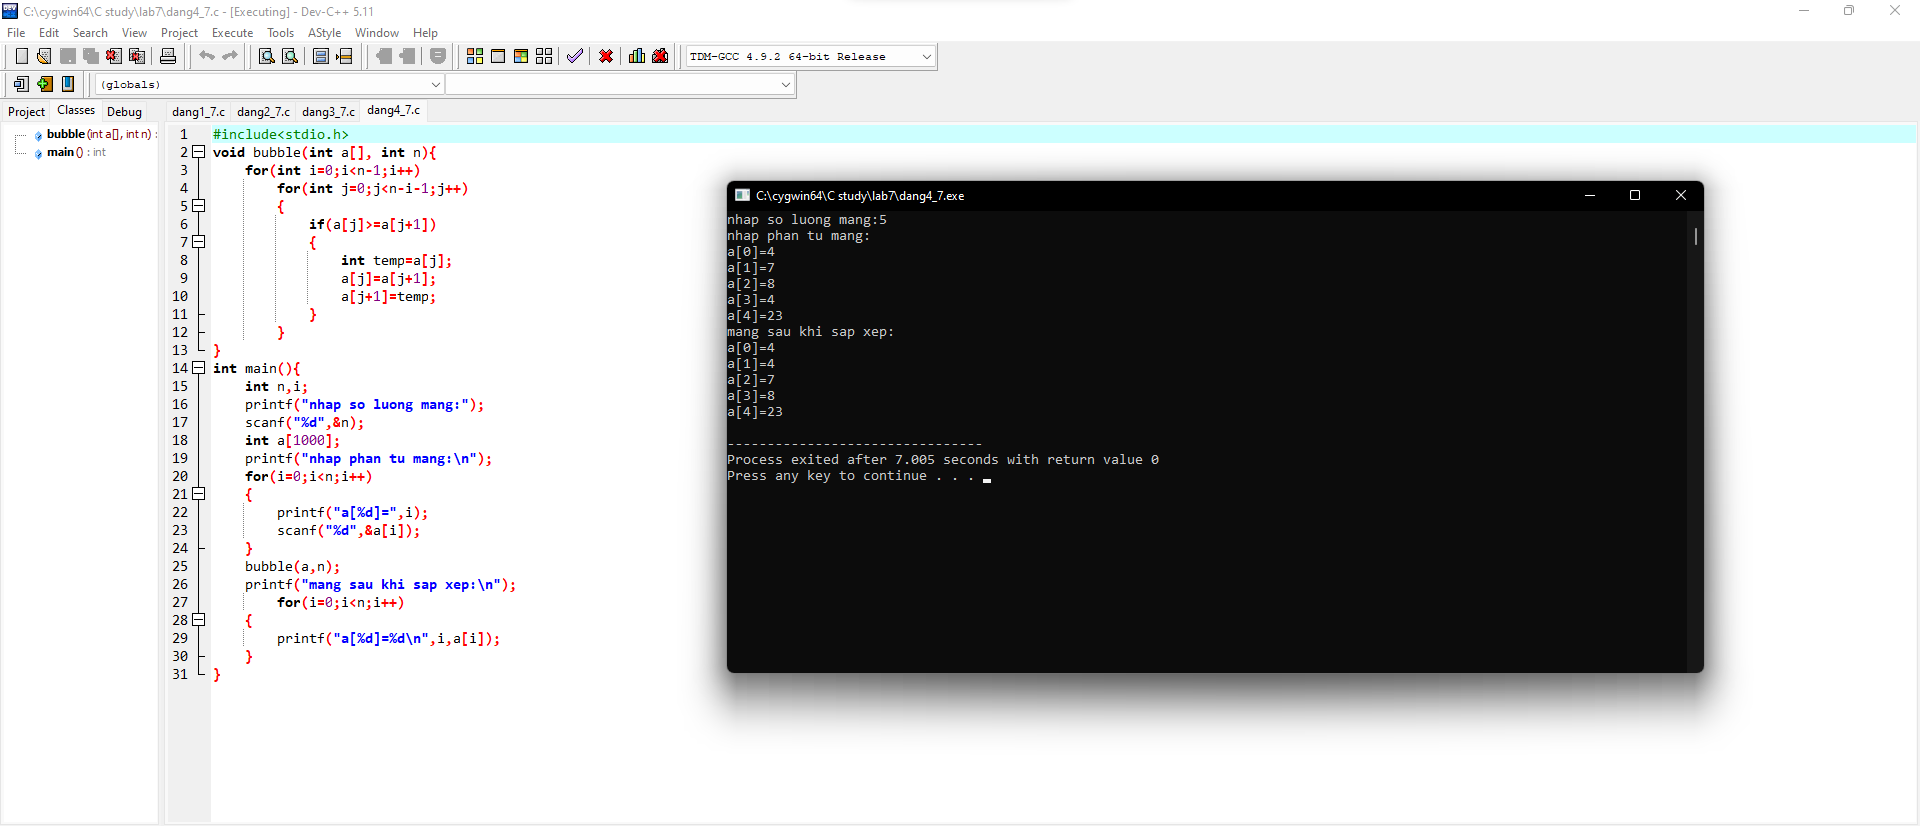 C:\cygwin64\C study\lab7\dang4_7.c - [Executing] - Dev-C++ 5.11
File Edit Search View Project Execute Tools AStyle Window Help
TDM-GCC 4.9.2 64-bit Release
(globals)
Project Classes Debug
dang1_7.c dang2_7.c dang3_7.c dang4_7.c
bubble (int a[], int n) :
main () : int
1 #include<stdio.h>
2 void bubble(int a[], int n){
3 for(int i=0;i<n-1;i++)
4 for(int j=0;j<n-i-1;j++)
5 {
6 if(a[j]>=a[j+1])
7 {
8 int temp=a[j];
9 a[j]=a[j+1];
10 a[j+1]=temp;
11 }
12 }
13 }
14 int main(){
15 int n,i;
16 printf("nhap so luong mang:");
17 scanf("%d",&n);
18 int a[1000];
19 printf("nhap phan tu mang:\n");
20 for(i=0;i<n;i++)
21 {
22 printf("a[%d]=",i);
23 scanf("%d",&a[i]);
24 }
25 bubble(a,n);
26 printf("mang sau khi sap xep:\n");
27 for(i=0;i<n;i++)
28 {
29 printf("a[%d]=%d\n",i,a[i]);
30 }
31 }
C:\cygwin64\C study\lab7\dang4_7.exe
nhap so luong mang:5
nhap phan tu mang:
a[0]=4
a[1]=7
a[2]=8
a[3]=4
a[4]=23
mang sau khi sap xep:
a[0]=4
a[1]=4
a[2]=7
a[3]=8
a[4]=23
--------------------------------
Process exited after 7.005 seconds with return value 0
Press any key to continue . . .